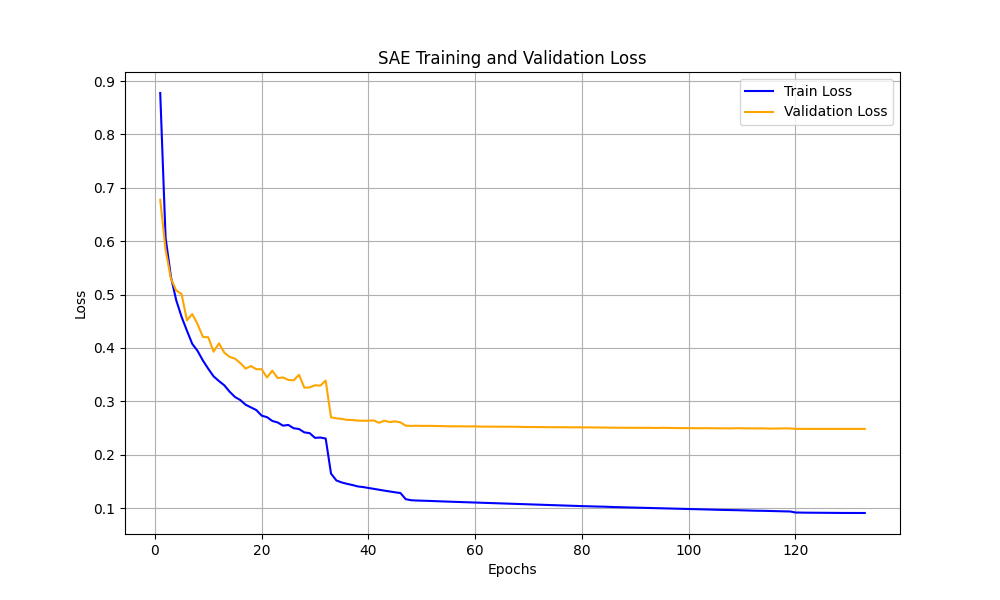 SAE Training and Validation Loss
Train Loss
Validation Loss
Loss
0.9
0.8
0.7
0.6
0.5
0.4
0.3
0.2
0.1
0 20 40 60 80 100 120
Epochs